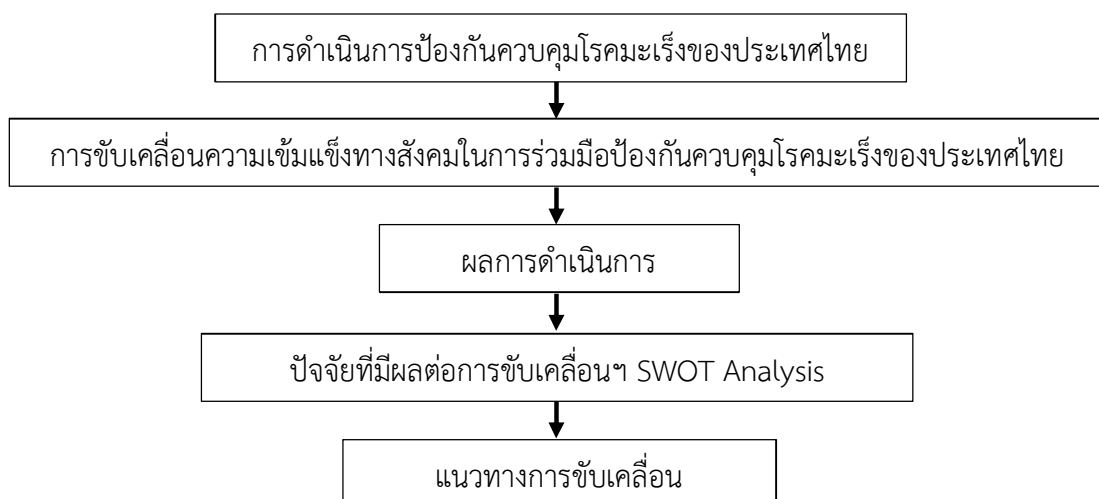 การดำเนินการป้องกันควบคุมโรคมะเร็งของประเทศไทย
การขับเคลื่อนความเข้มแข็งทางสังคมในการร่วมมือป้องกันควบคุมโรคมะเร็งของประเทศไทย
ผลการดำเนินการ
ปัจจัยที่มีผลต่อการขับเคลื่อนฯ SWOT Analysis
แนวทางการขับเคลื่อน